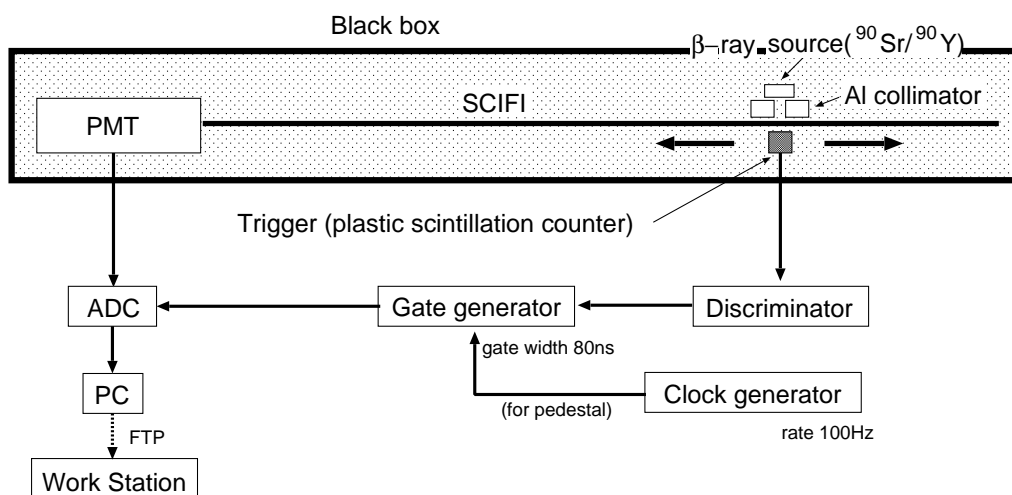 Black box
β–ray source(⁹⁰Sr/⁹⁰Y)
SCIFI
Al collimator
PMT
Trigger (plastic scintillation counter)
ADC
Gate generator
Discriminator
gate width 80ns
PC
(for pedestal)
Clock generator
FTP
rate 100Hz
Work Station